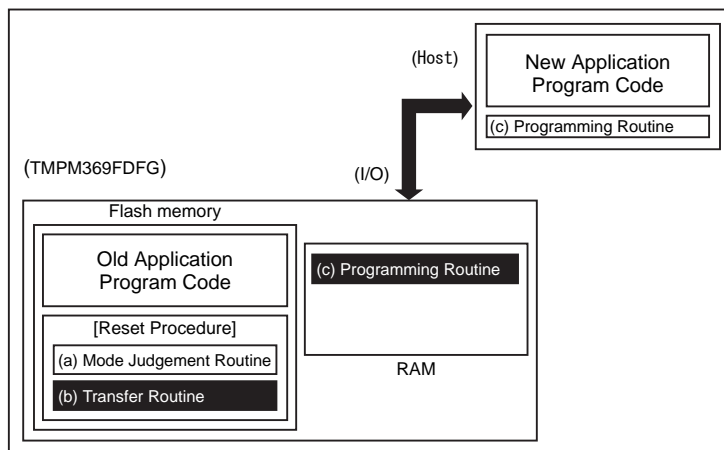 (Host)
New Application
Program Code
(c) Programming Routine
(TMPM369FDFG)
(I/O)
Flash memory
Old Application
Program Code
(c) Programming Routine
[Reset Procedure]
(a) Mode Judgement Routine
RAM
(b) Transfer Routine